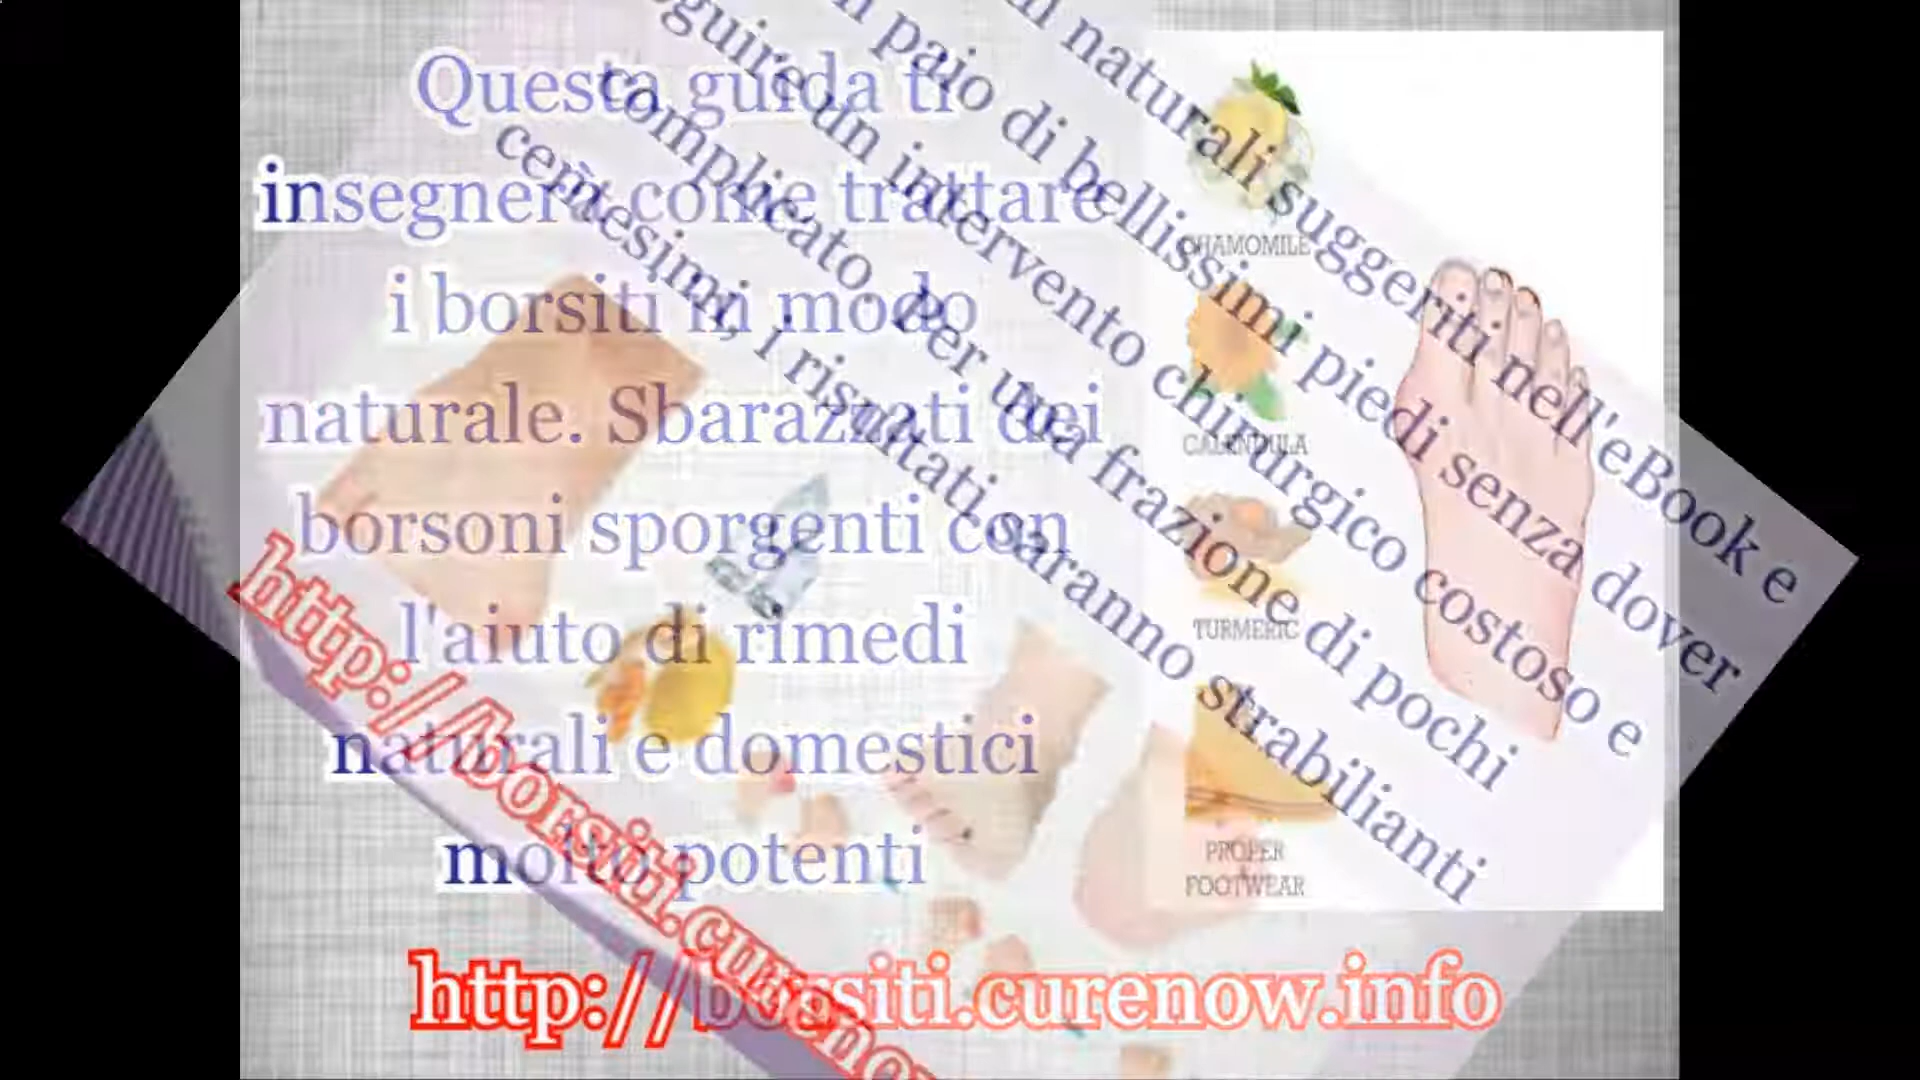 Questa guida ti
insegnerà come trattare
i borsiti in modo
naturale. Sbarazzati dei
borsoni sporgenti con
l'aiuto di rimedi
naturali e domestici
molto potenti
http://borsiti.curenow.info
naturali suggeriti nell'eBook e
paio di bellissimi piedi senza dover
un intervento chirurgico costoso e
complicato. Per una frazione di pochi
centesimi, i risultati saranno strabilianti
http://borsiti.cureno
CHAMOMILE
CALENDULA
TURMERIC
PROPER
FOOTWEAR